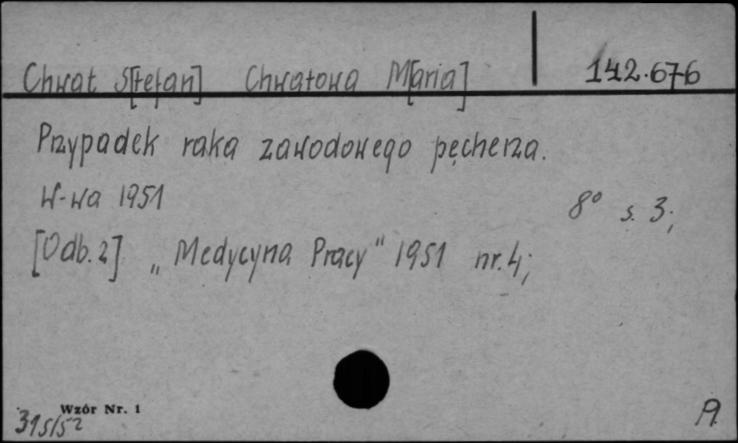 Chwat S[tefan] Chwatowa M[aria] 142.676
Przypadek raka zawodowego pęcherza.
W-wa 1951 8° s. 3;
[Odb. z] „Medycyna Pracy" 1951 nr. 4;
Wzór Nr. 1
315/52